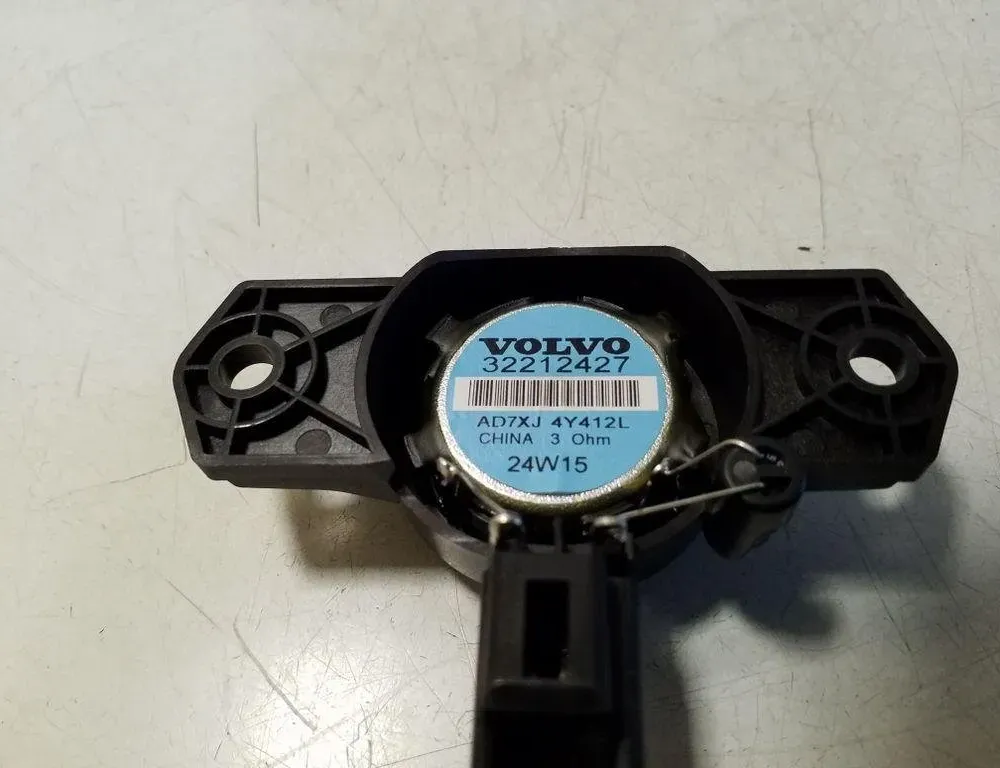 VOLVO
32212427
AD7XJ 4Y412L
CHINA 3 Ohm
24W15